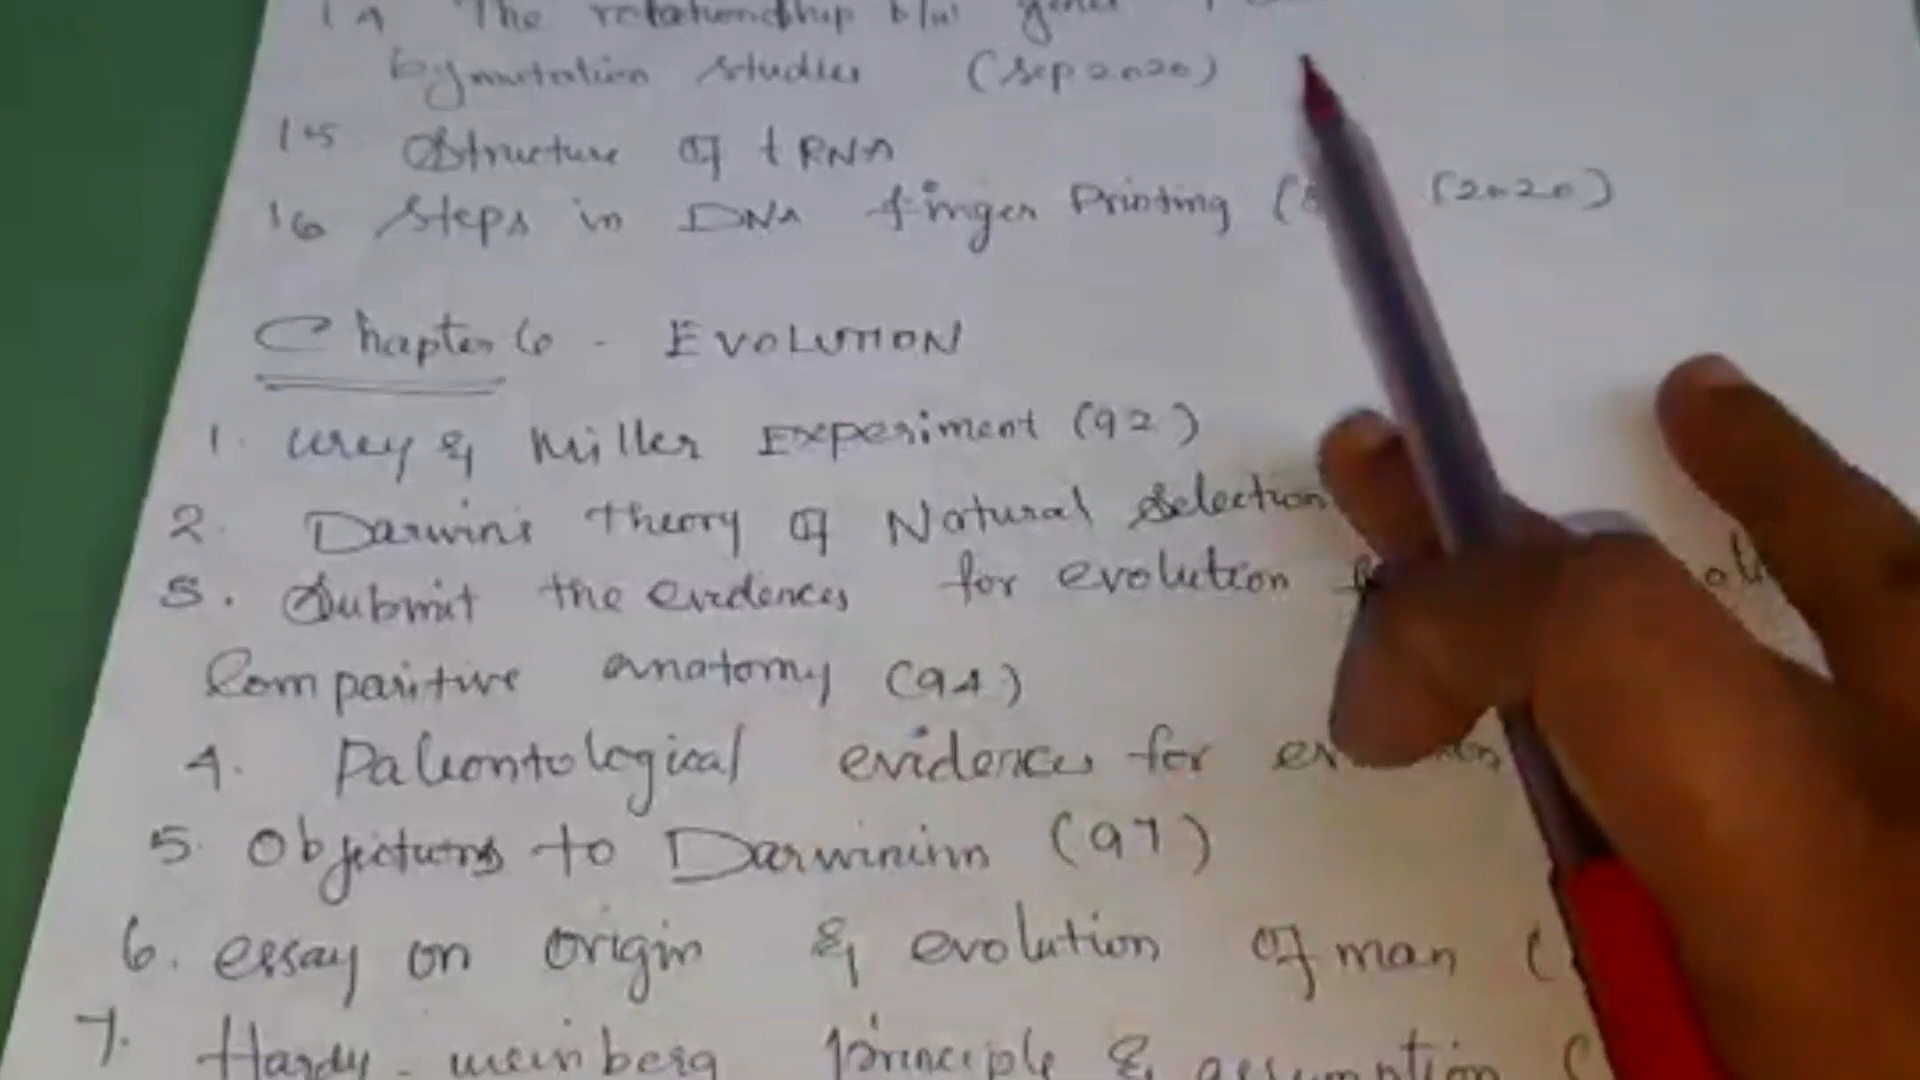 14 The relationship b/w genes
by mutation studies (Sep 2020)
15 Structure of tRNA
16 Steps in DNA finger Printing (2020)
Chapter 6 - EVOLUTION
1. Urey & Miller Experiment (92)
2. Darwin's theory of Natural Selection
3. Submit the evidences for evolution
Comparitive anatomy (94)
4. Paleontological evidences for
5. Objections to Darwinism (97)
6. essay on origin & evolution of man (
7. Hardy - weinberg principle & assumption (